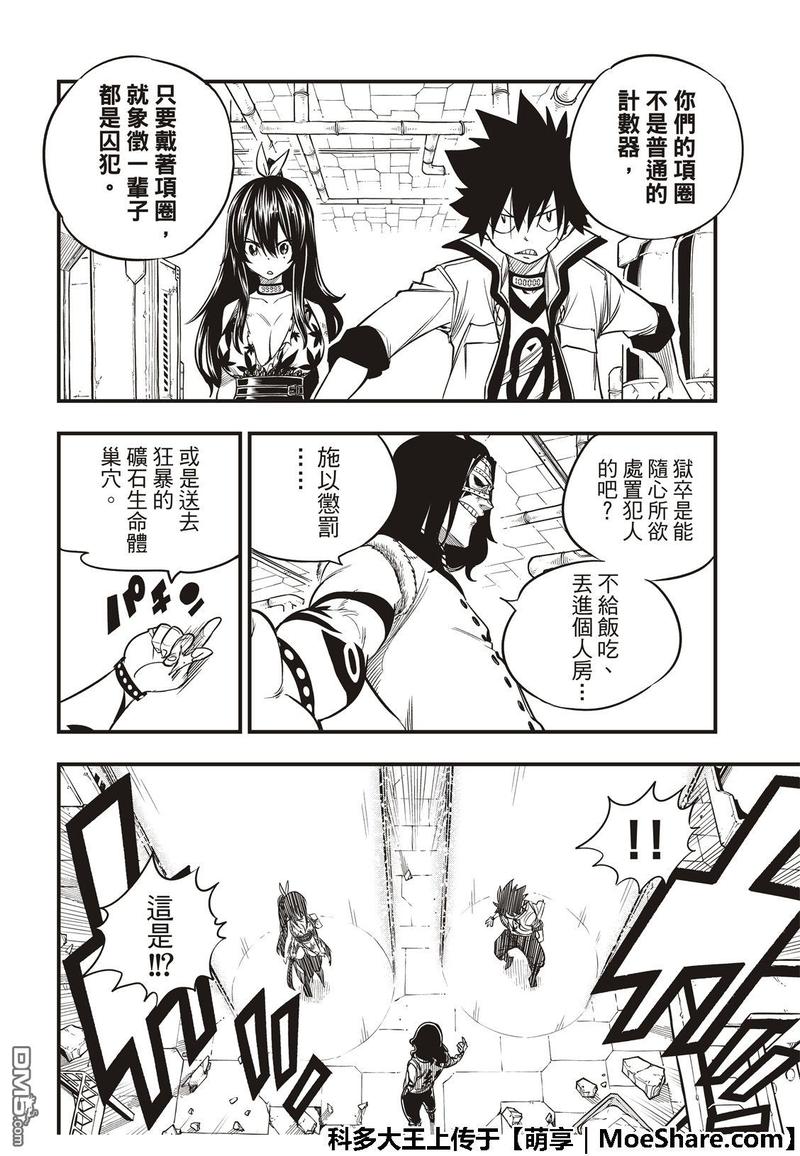 你們的項圈
不是普通的
計數器，
只要戴著項圈，
就象徵一輩子
都是囚犯。
100000
獄卒是能
隨心所欲
處置犯人
的吧？
不給飯吃、
丟進個人房…
施以懲罰
……
或是送去
狂暴的
礦石生命體
巢穴。
パチン
!!
這是!!?
DM5.COM
科多大王上传于【萌享】MoeShare.com】